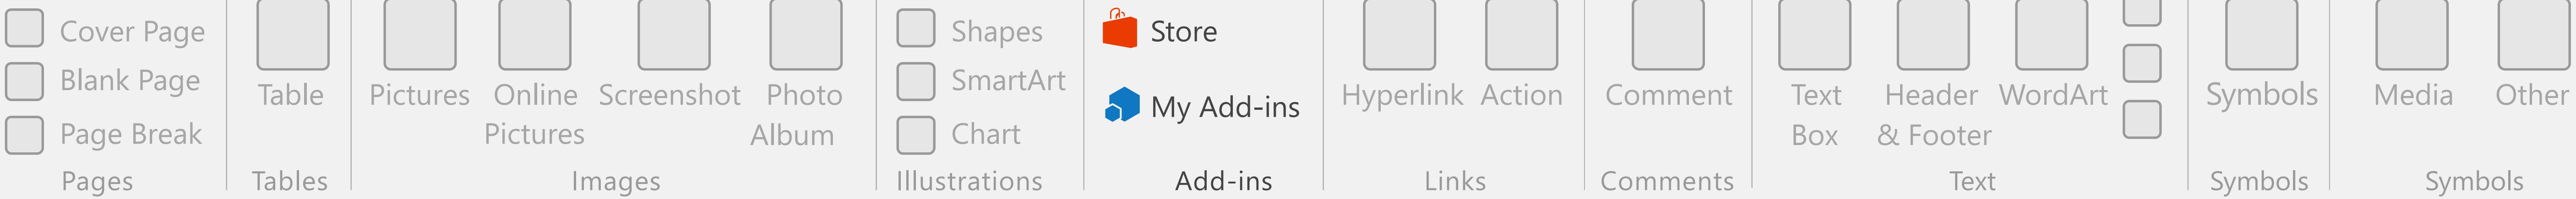 Cover Page
Blank Page
Page Break
Pages
Table
Tables
Pictures
Online
Pictures
Screenshot
Photo
Album
Images
Shapes
SmartArt
Chart
Illustrations
Store
My Add-ins
Add-ins
Hyperlink
Action
Links
Comment
Comments
Text
Box
Header
& Footer
WordArt
Text
Symbols
Symbols
Media
Other
Symbols